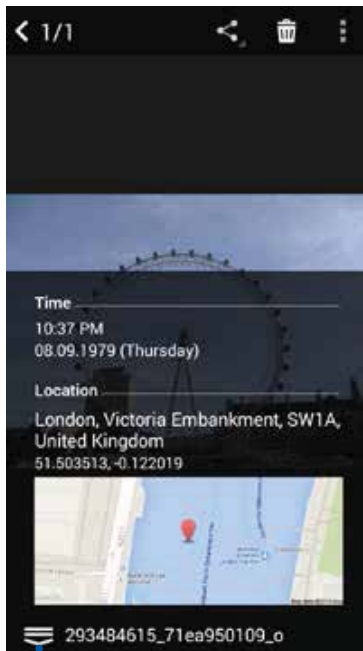 1/1
Time
10:37 PM
08.09.1979 (Thursday)
Location
London, Victoria Embankment, SW1A,
United Kingdom
51.503513, -0.122019
293484615_71ea950109_o